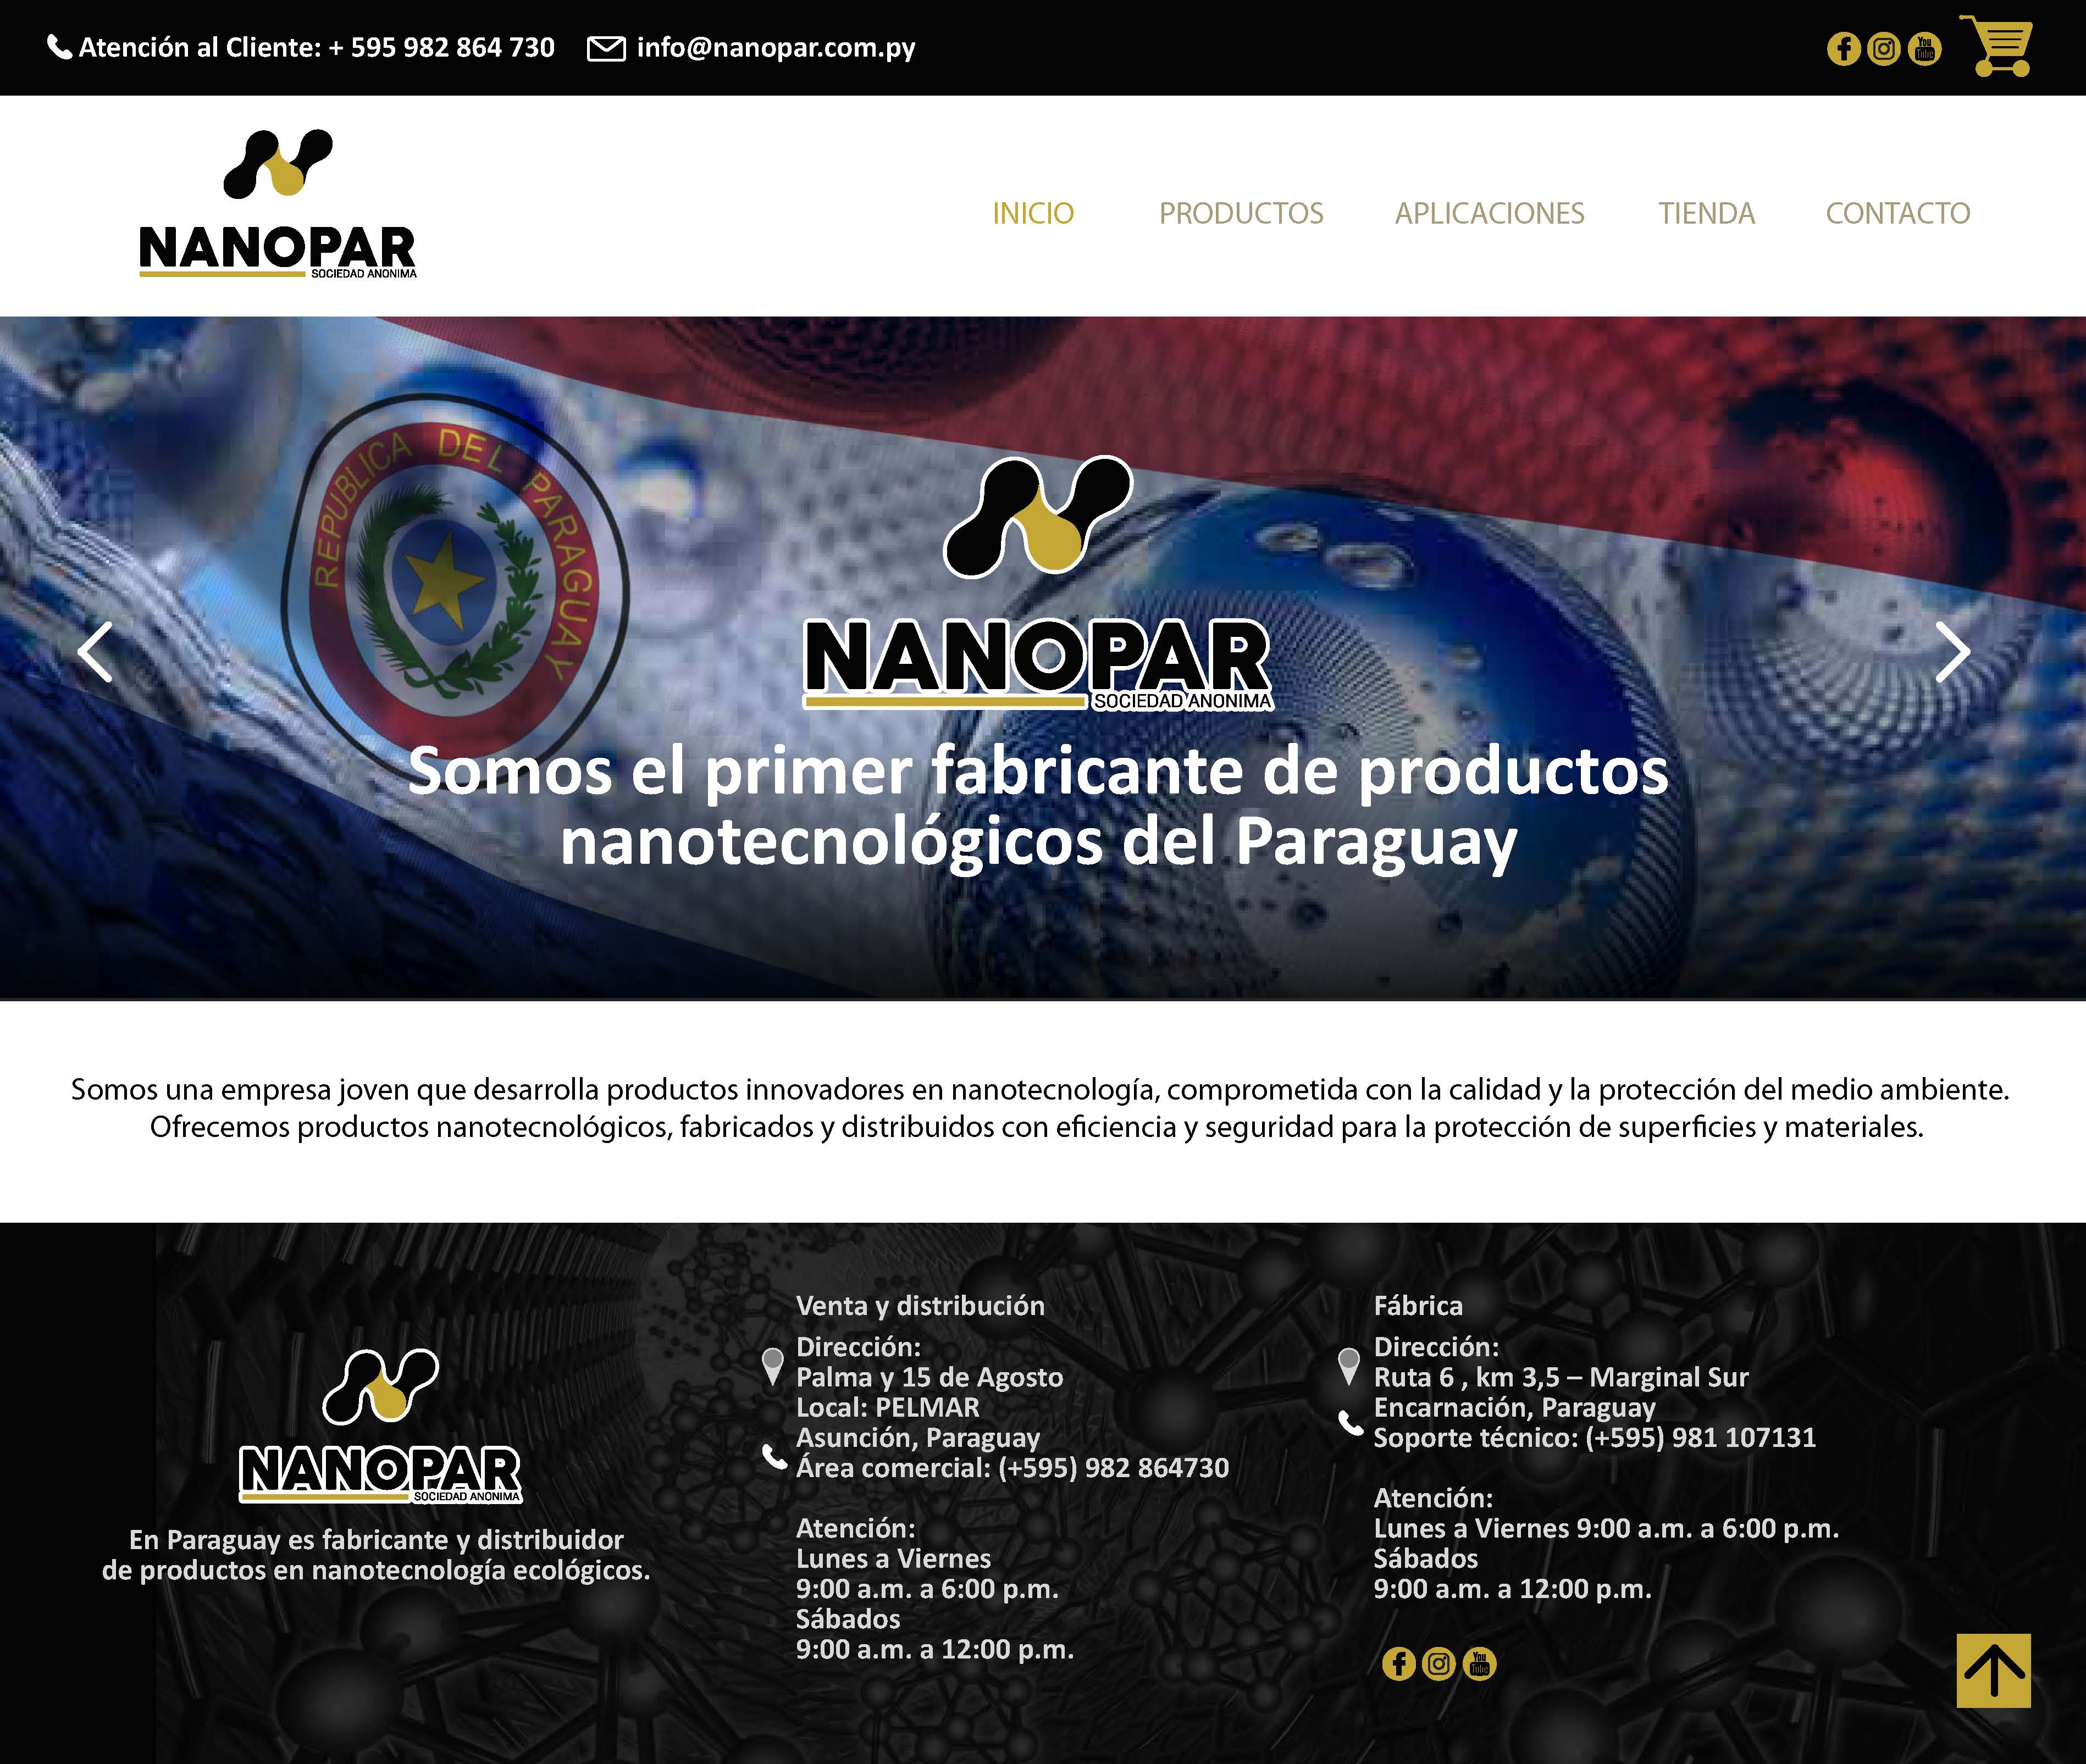 Atención al Cliente: + 595 982 864 730
info@nanopar.com.py
You
Tube
NANOPAR
SOCIEDAD ANONIMA
INICIO
PRODUCTOS
APLICACIONES
TIENDA
CONTACTO
REPUBLICA DEL PARAGUAY
NANOPAR
SOCIEDAD ANONIMA
Somos el primer fabricante de productos
nanotecnológicos del Paraguay
Somos una empresa joven que desarrolla productos innovadores en nanotecnología, comprometida con la calidad y la protección del medio ambiente.
Ofrecemos productos nanotecnológicos, fabricados y distribuidos con eficiencia y seguridad para la protección de superficies y materiales.
NANOPAR
SOCIEDAD ANONIMA
En Paraguay es fabricante y distribuidor
de productos en nanotecnología ecológicos.
Venta y distribución
Dirección:
Palma y 15 de Agosto
Local: PELMAR
Asunción, Paraguay
Área comercial: (+595) 982 864730
Atención:
Lunes a Viernes
9:00 a.m. a 6:00 p.m.
Sábados
9:00 a.m. a 12:00 p.m.
Fábrica
Dirección:
Ruta 6 , km 3,5 – Marginal Sur
Encarnación, Paraguay
Soporte técnico: (+595) 981 107131
Atención:
Lunes a Viernes 9:00 a.m. a 6:00 p.m.
Sábados
9:00 a.m. a 12:00 p.m.
You
Tube